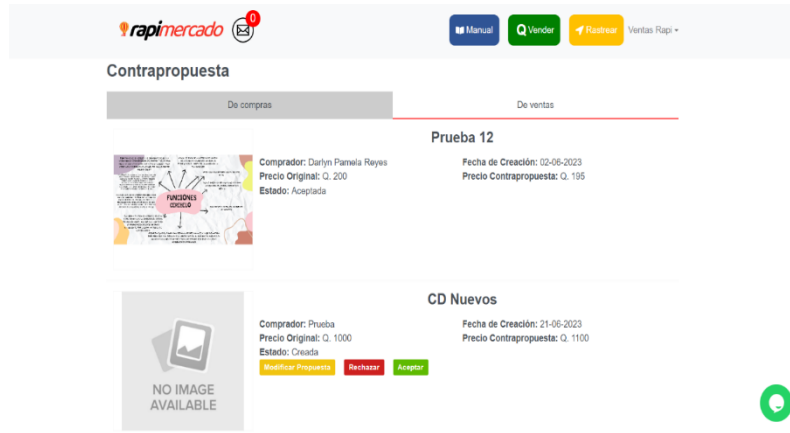 rapimercado
0
Manual
Q Vender
Rastrear
Ventas Rapi
Contrapropuesta
De compras
De ventas
Prueba 12
FUNCIONES
Comprador: Darlyn Pamela Reyes
Fecha de Creación: 02-06-2023
Precio Original: Q. 200
Precio Contrapropuesta: Q. 195
Estado: Aceptada
CD Nuevos
Comprador: Prueba
Fecha de Creación: 21-06-2023
Precio Original: Q. 1000
Precio Contrapropuesta: Q. 1100
Estado: Creada
Modificar Propuesta
Rechazar
Aceptar
NO IMAGE
AVAILABLE